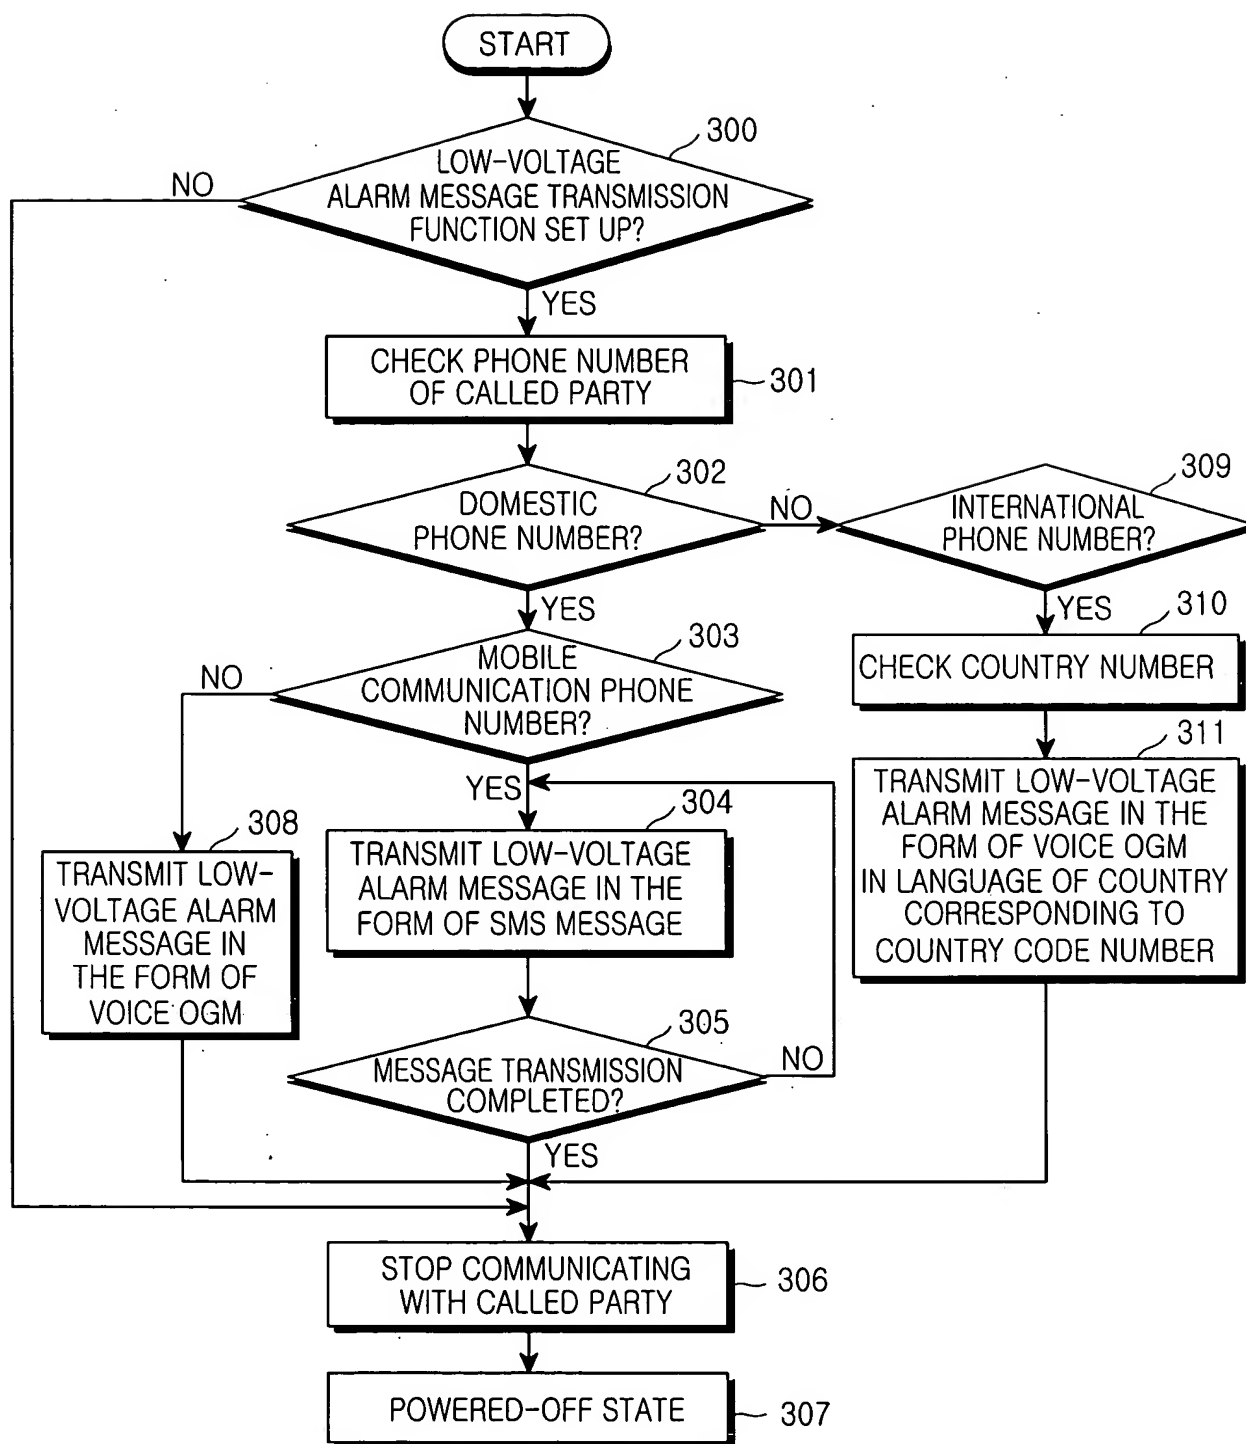 START
300
LOW-VOLTAGE
ALARM MESSAGE TRANSMISSION
FUNCTION SET UP?
NO
YES
CHECK PHONE NUMBER
OF CALLED PARTY
301
302
DOMESTIC
PHONE NUMBER?
NO
309
INTERNATIONAL
PHONE NUMBER?
YES
YES
303
MOBILE
COMMUNICATION PHONE
NUMBER?
NO
310
CHECK COUNTRY NUMBER
YES
304
TRANSMIT LOW-VOLTAGE
ALARM MESSAGE IN THE
FORM OF SMS MESSAGE
308
TRANSMIT LOW-
VOLTAGE ALARM
MESSAGE IN
THE FORM OF
VOICE OGM
311
TRANSMIT LOW-VOLTAGE
ALARM MESSAGE IN THE
FORM OF VOICE OGM
IN LANGUAGE OF COUNTRY
CORRESPONDING TO
COUNTRY CODE NUMBER
305
MESSAGE TRANSMISSION
COMPLETED?
NO
YES
STOP COMMUNICATING
WITH CALLED PARTY
306
POWERED-OFF STATE
307